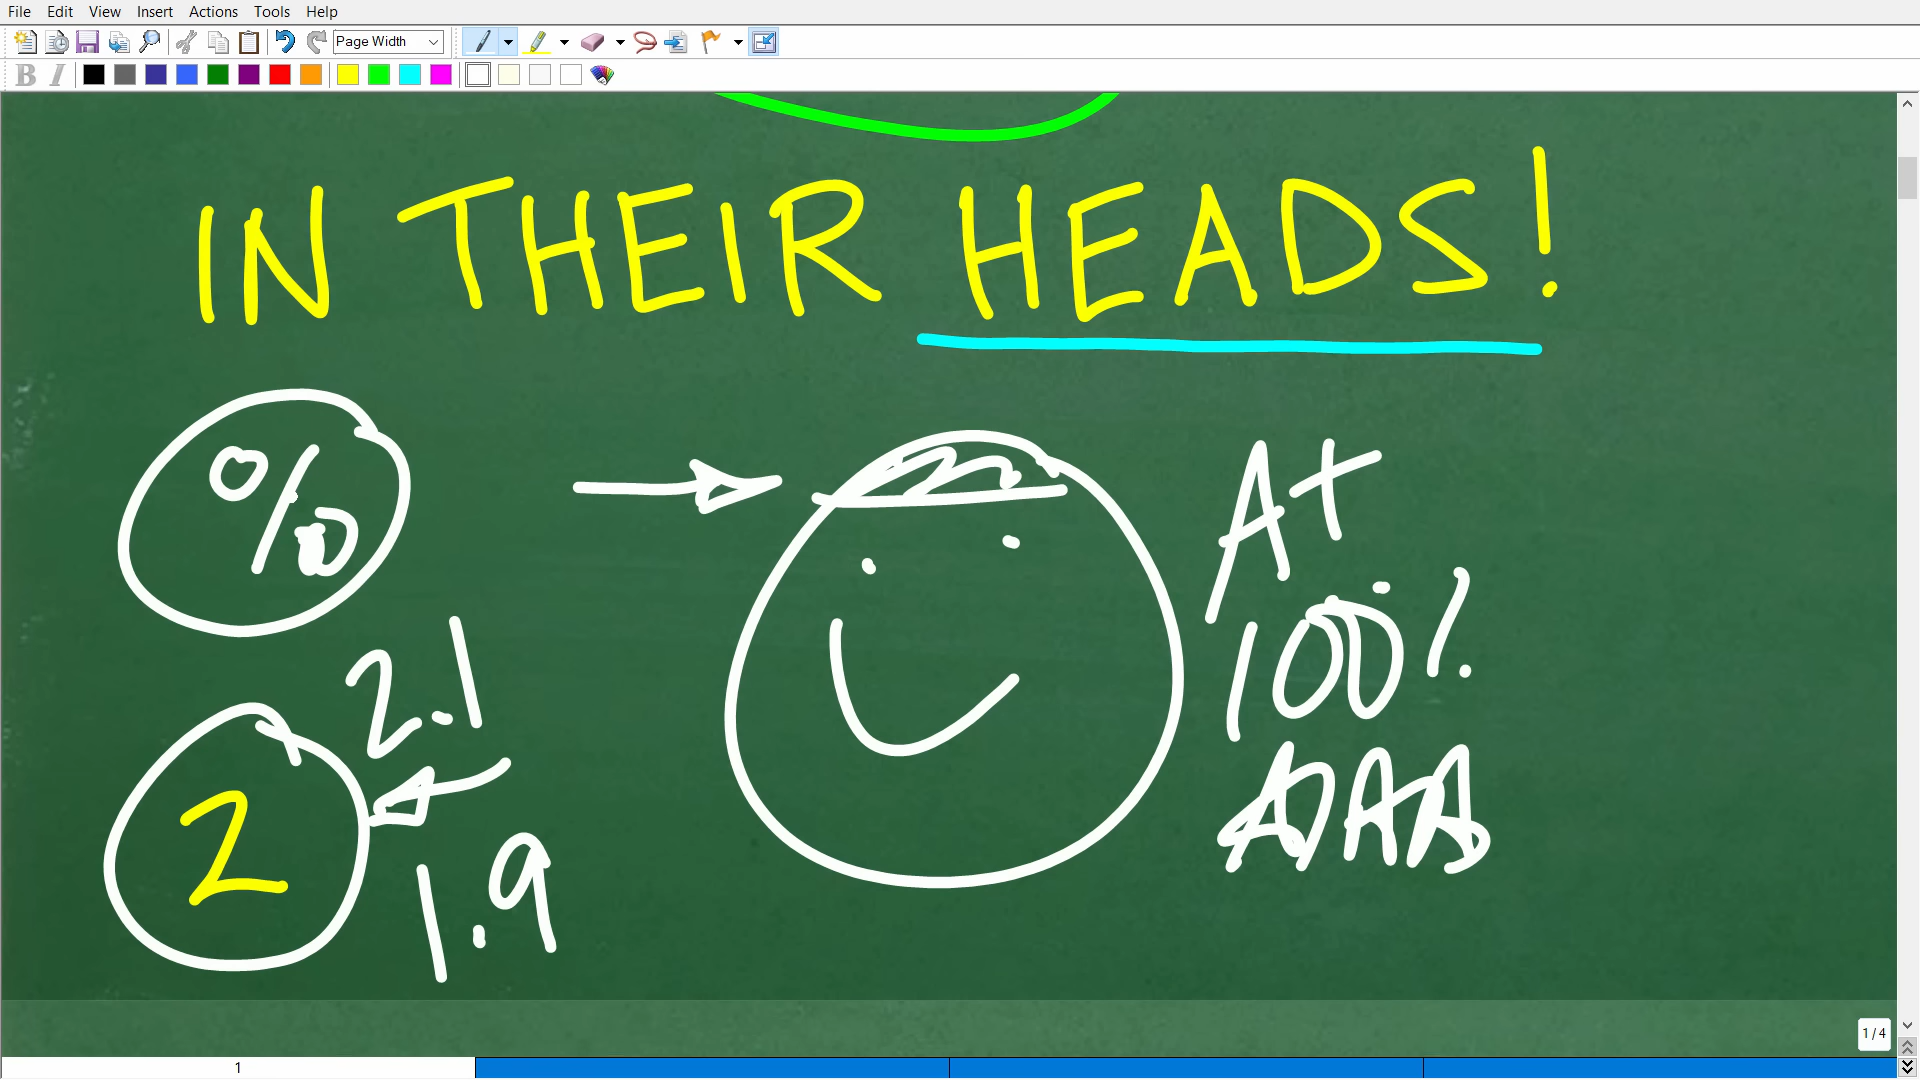 File Edit View Insert Actions Tools Help
Page Width
B I
IN THEIR HEADS!
%
A+
100%
2.1
2
1.9
1 / 4
1